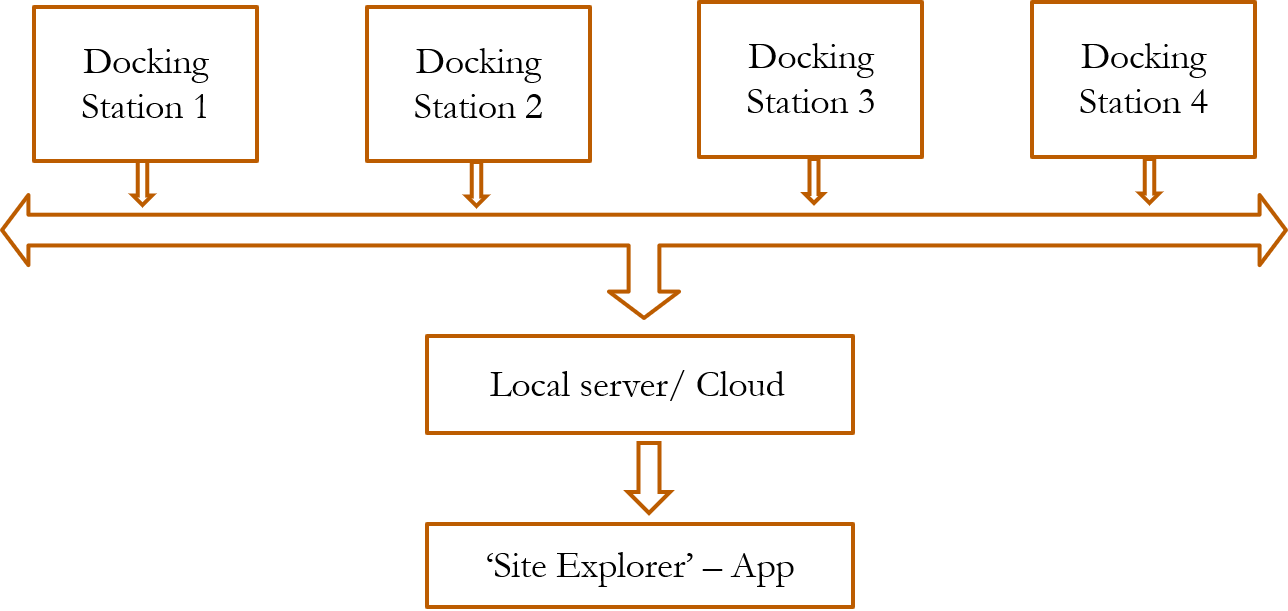 Docking
Station 1
Docking
Station 2
Docking
Station 3
Docking
Station 4
Local server/ Cloud
‘Site Explorer’ – App